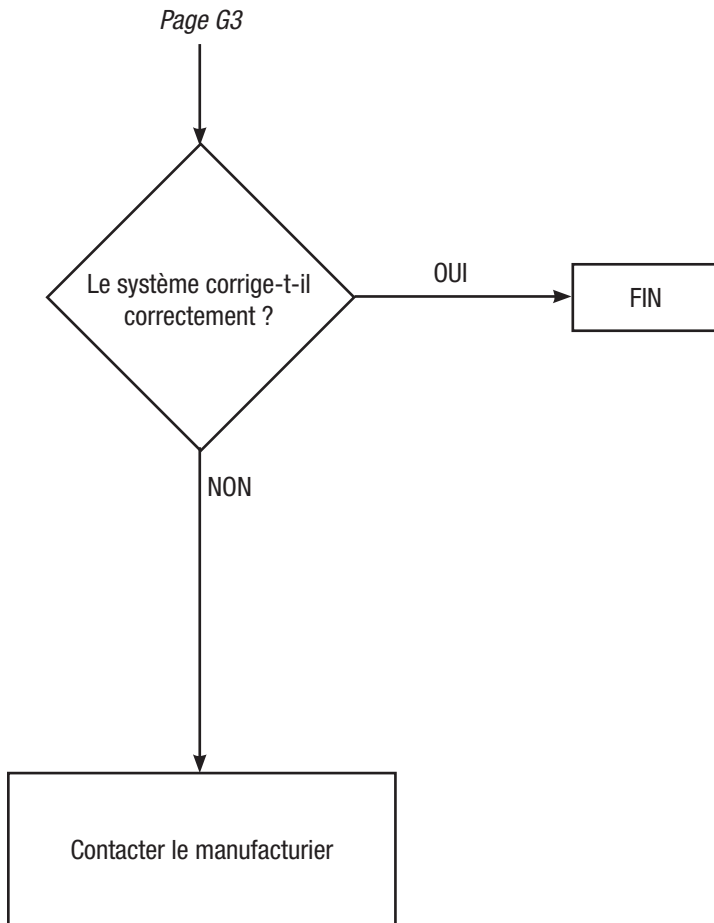 Page G3
Le système corrige-t-il
correctement ?
OUI
FIN
NON
Contacter le manufacturier